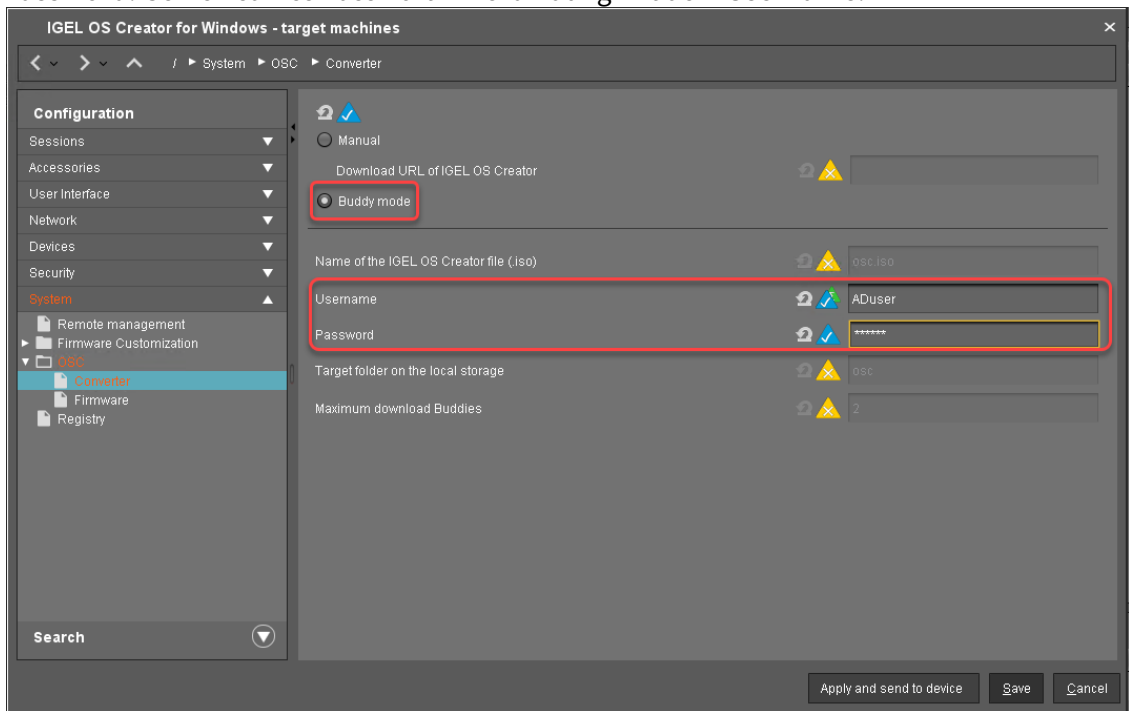 IGEL OS Creator for Windows - target machines
/ System OSC Converter
Configuration
Sessions
Accessories
User Interface
Network
Devices
Security
System
Remote management
Firmware Customization
OSC
Converter
Firmware
Registry
Search
Manual
Download URL of IGEL OS Creator
Buddy mode
Name of the IGEL OS Creator file (.iso) osc.iso
Username ADuser
Password ******
Target folder on the local storage osc
Maximum download Buddies 2
Apply and send to device Save Cancel